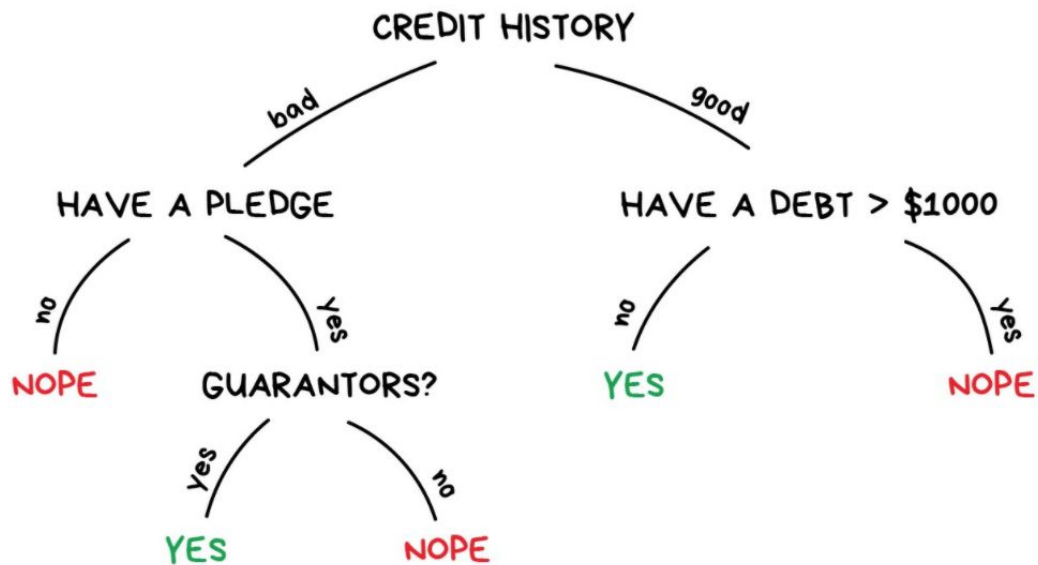 CREDIT HISTORY
bad
good
HAVE A PLEDGE
HAVE A DEBT > $1000
no
yes
no
yes
NOPE
GUARANTORS?
YES
NOPE
yes
no
YES
NOPE